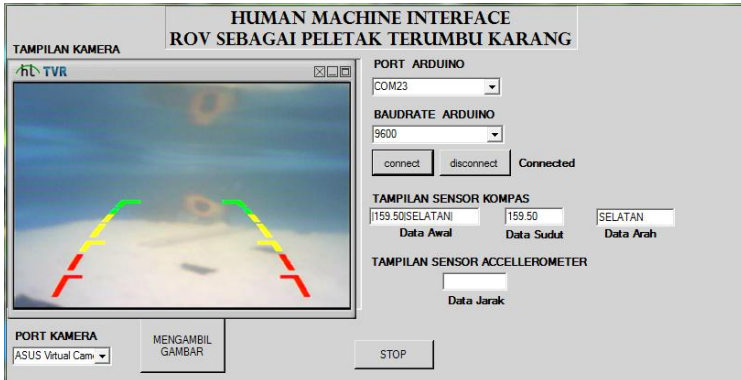 HUMAN MACHINE INTERFACE
ROV SEBAGAI PELETAK TERUMBU KARANG
TAMPILAN KAMERA
TVR
PORT ARDUINO
COM23
BAUDRATE ARDUINO
9600
connect disconnect Connected
TAMPILAN SENSOR KOMPAS
|159.50|SELATAN| 159.50 SELATAN
Data Awal Data Sudut Data Arah
TAMPILAN SENSOR ACCELLEROMETER
Data Jarak
PORT KAMERA
ASUS Virtual Cam
MENGAMBIL
GAMBAR
STOP